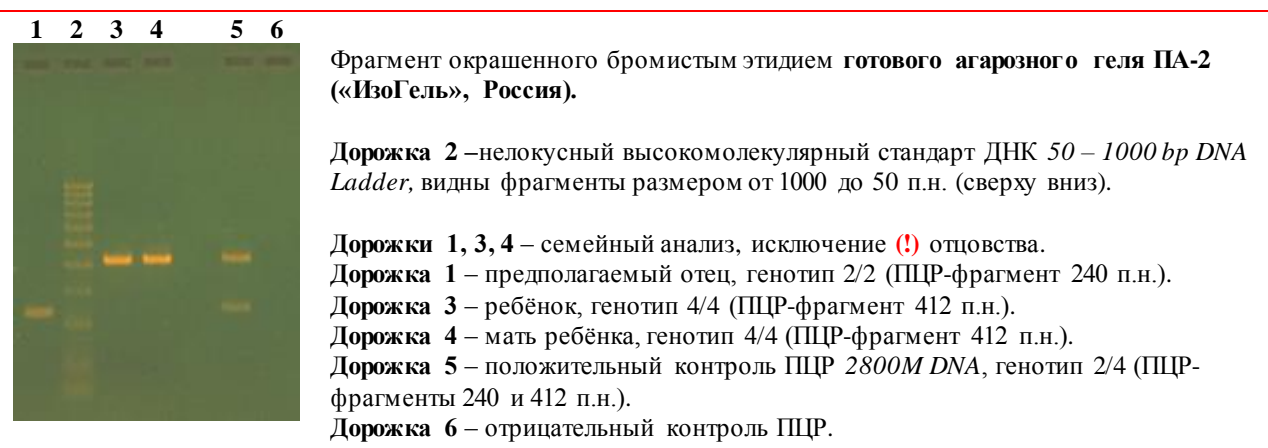 1 2 3 4 5 6
Фрагмент окрашенного бромистым этидием готового агарозного геля ПА-2
(«ИзоГель», Россия).
Дорожка 2 –нелокусный высокомолекулярный стандарт ДНК 50 – 1000 bp DNA
Ladder, видны фрагменты размером от 1000 до 50 п.н. (сверху вниз).
Дорожки 1, 3, 4 – семейный анализ, исключение (!) отцовства.
Дорожка 1 – предполагаемый отец, генотип 2/2 (ПЦР-фрагмент 240 п.н.).
Дорожка 3 – ребёнок, генотип 4/4 (ПЦР-фрагмент 412 п.н.).
Дорожка 4 – мать ребёнка, генотип 4/4 (ПЦР-фрагмент 412 п.н.).
Дорожка 5 – положительный контроль ПЦР 2800M DNA, генотип 2/4 (ПЦР-
фрагменты 240 и 412 п.н.).
Дорожка 6 – отрицательный контроль ПЦР.